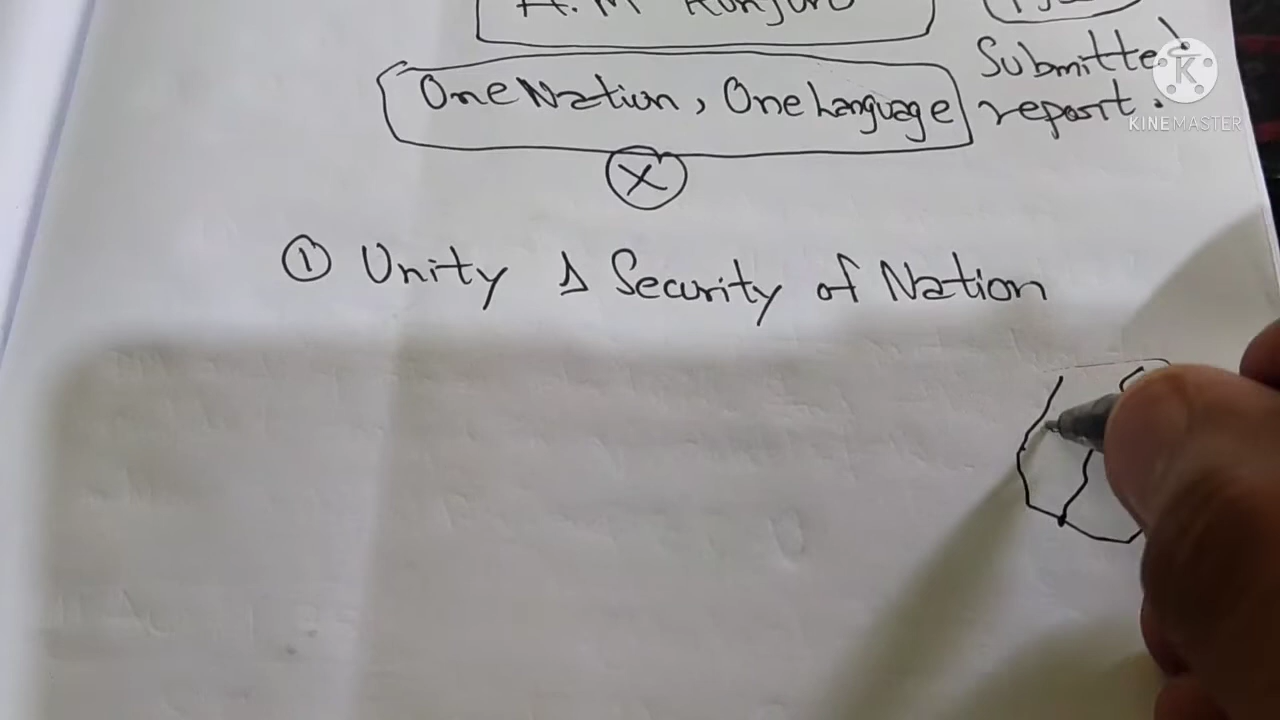 One Nation, One Language
Submitted
report.
① Unity & Security of Nation
K
KINEMASTER